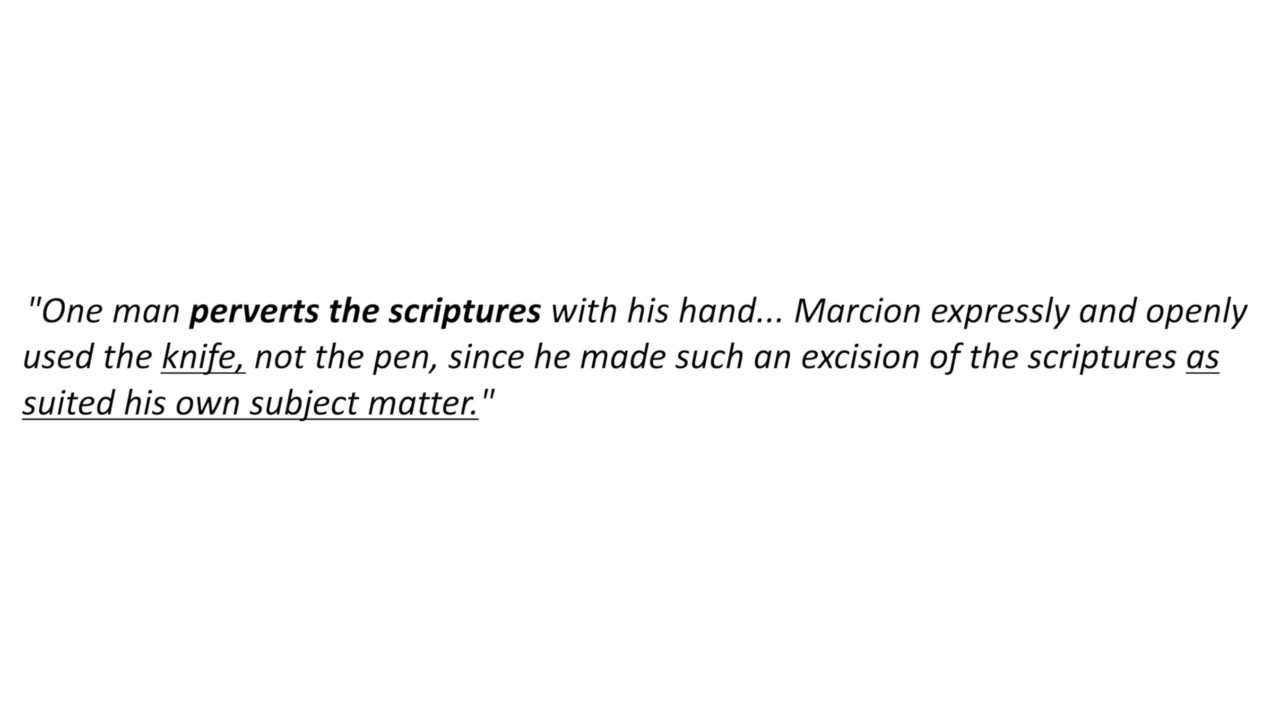 "One man perverts the scriptures with his hand... Marcion expressly and openly
used the knife, not the pen, since he made such an excision of the scriptures as
suited his own subject matter."